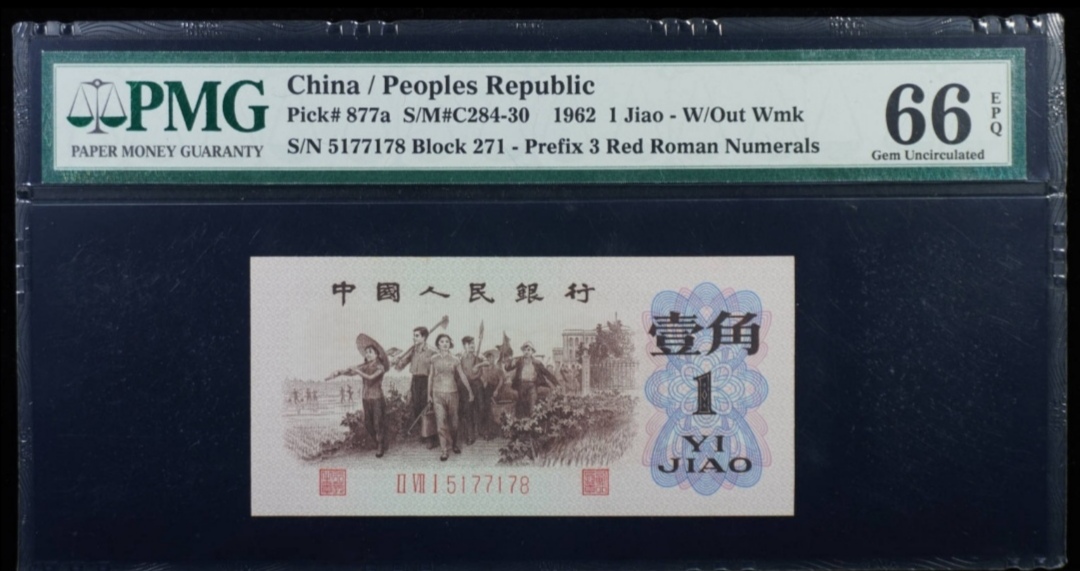 PMG
PAPER MONEY GUARANTY
China / Peoples Republic
Pick# 877a S/M#C284-30 1962 1 Jiao - W/Out Wmk
S/N 5177178 Block 271 - Prefix 3 Red Roman Numerals
66
EPQ
Gem Uncirculated
中國人民銀行
壹角
1
YI
JIAO
II VII I 5177178